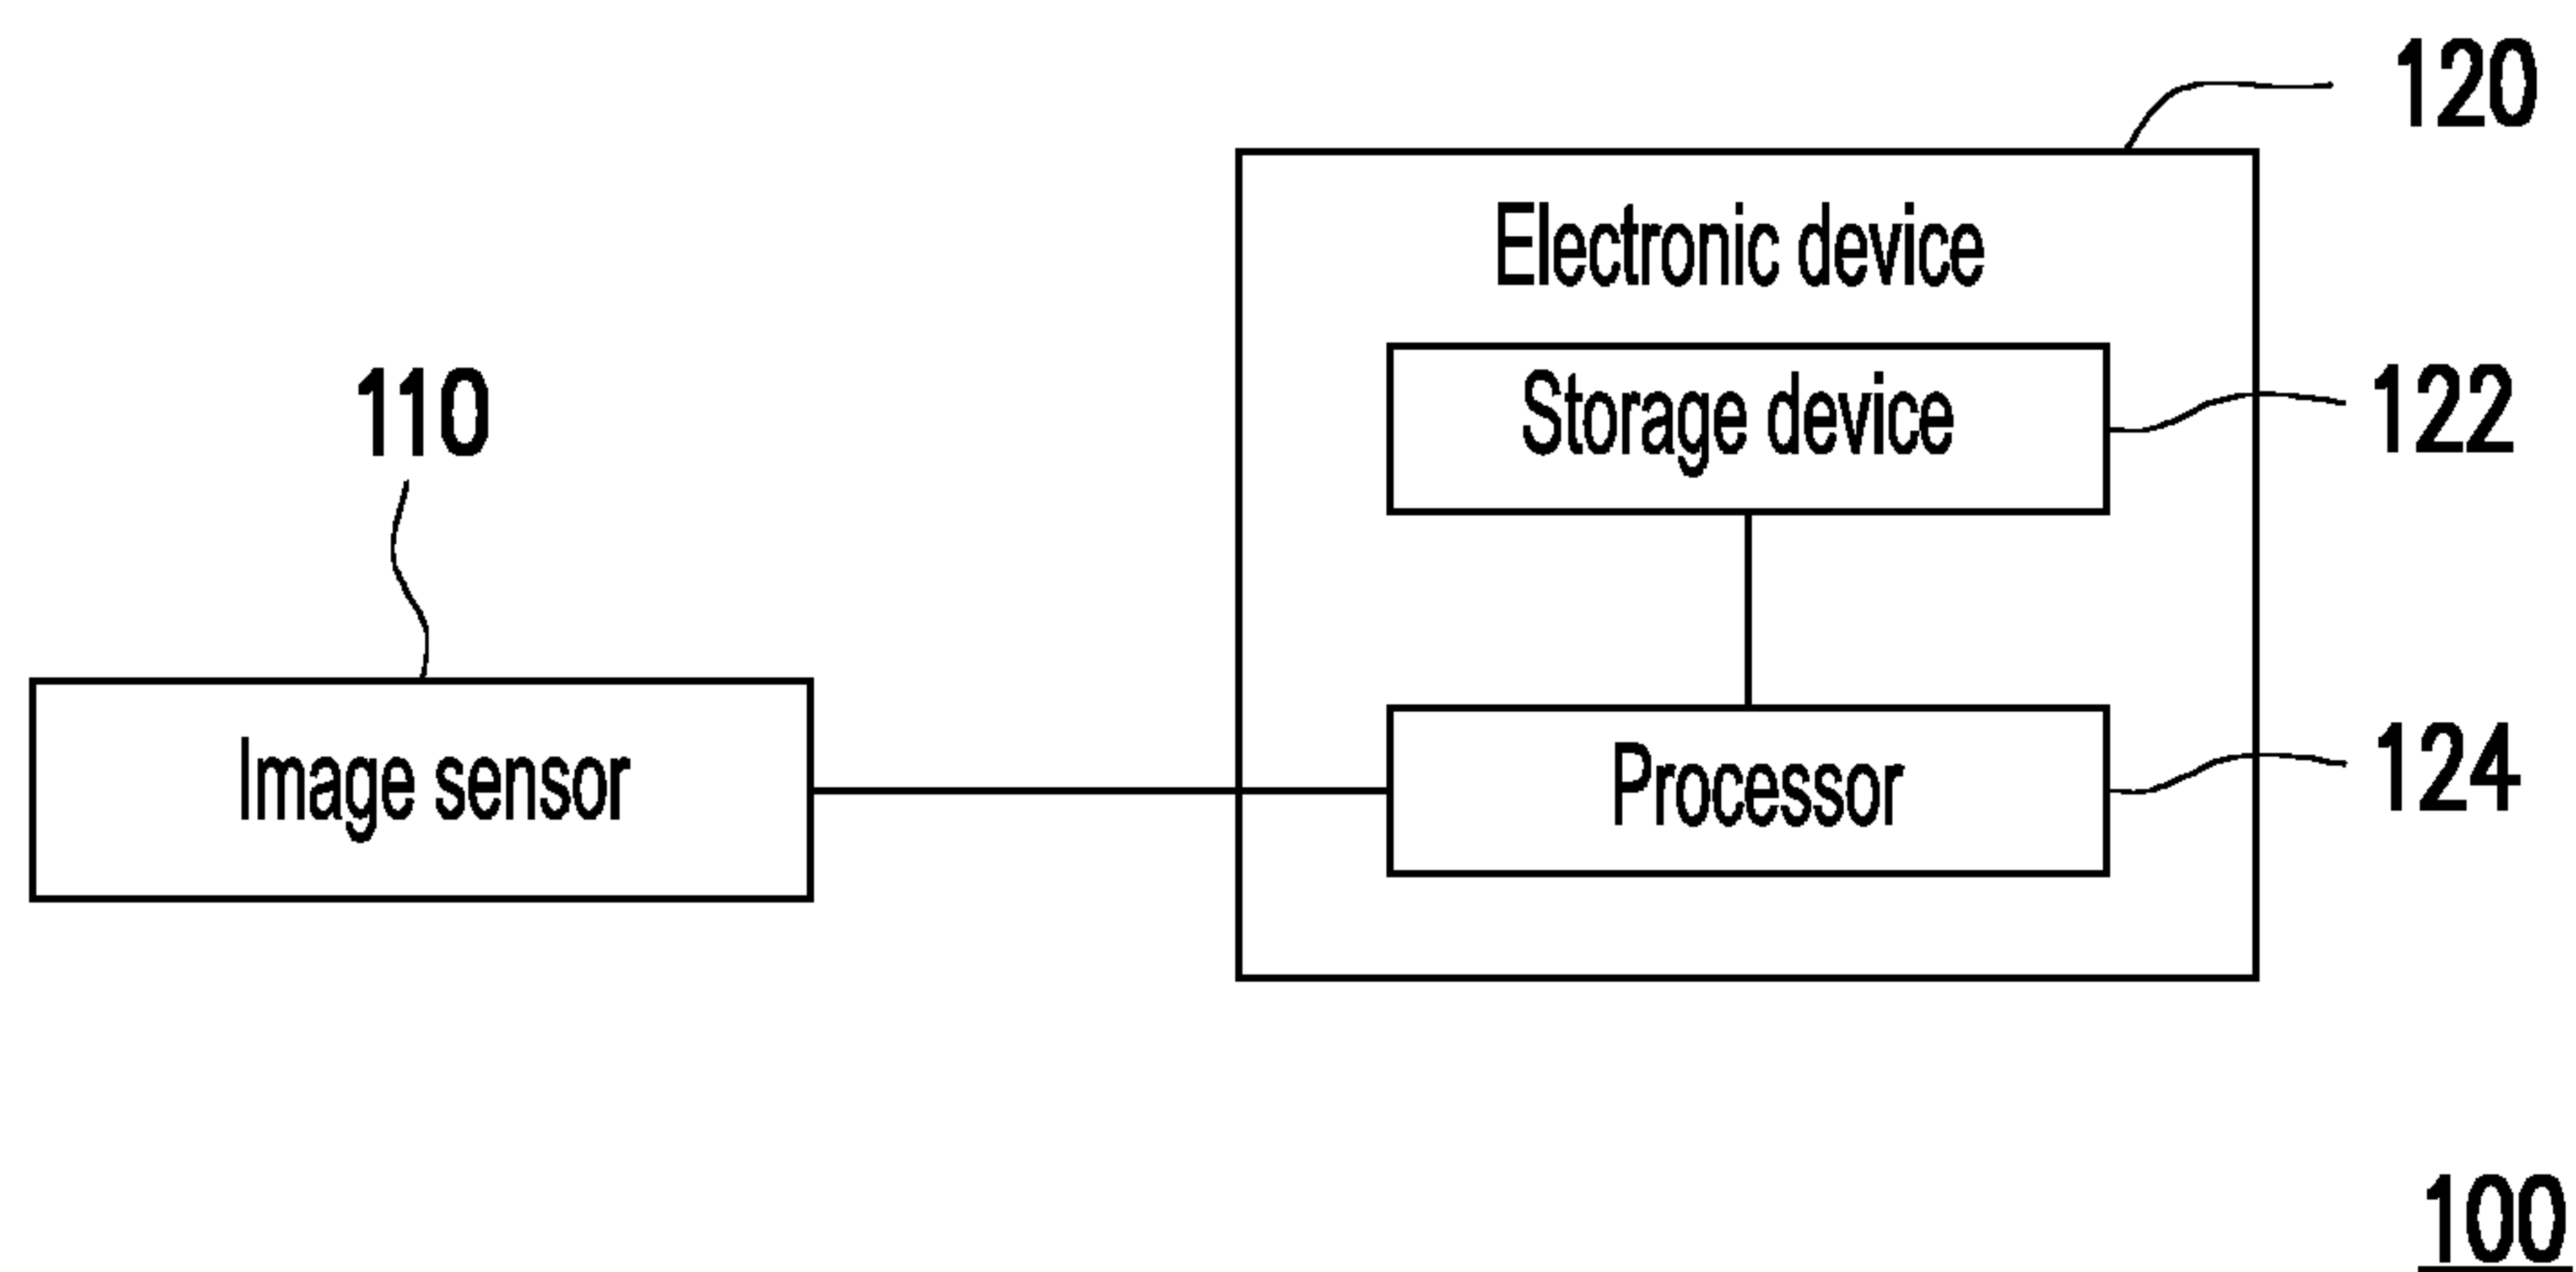 120
Electronic device
Storage device
122
110
Image sensor
Processor
124
100